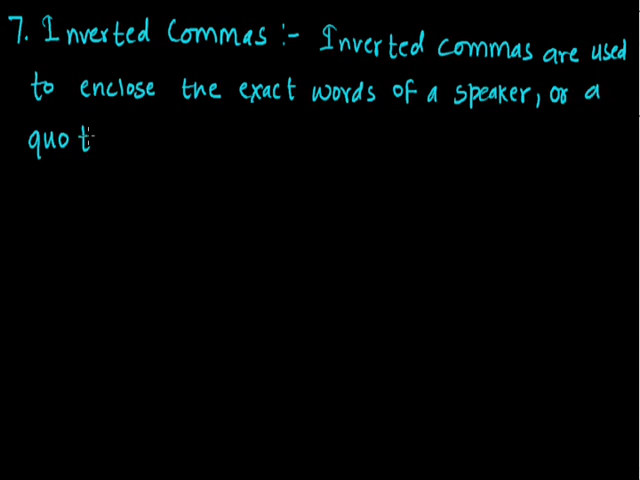 7. Inverted Commas :- Inverted commas are used
to enclose the exact words of a speaker, or a
quot